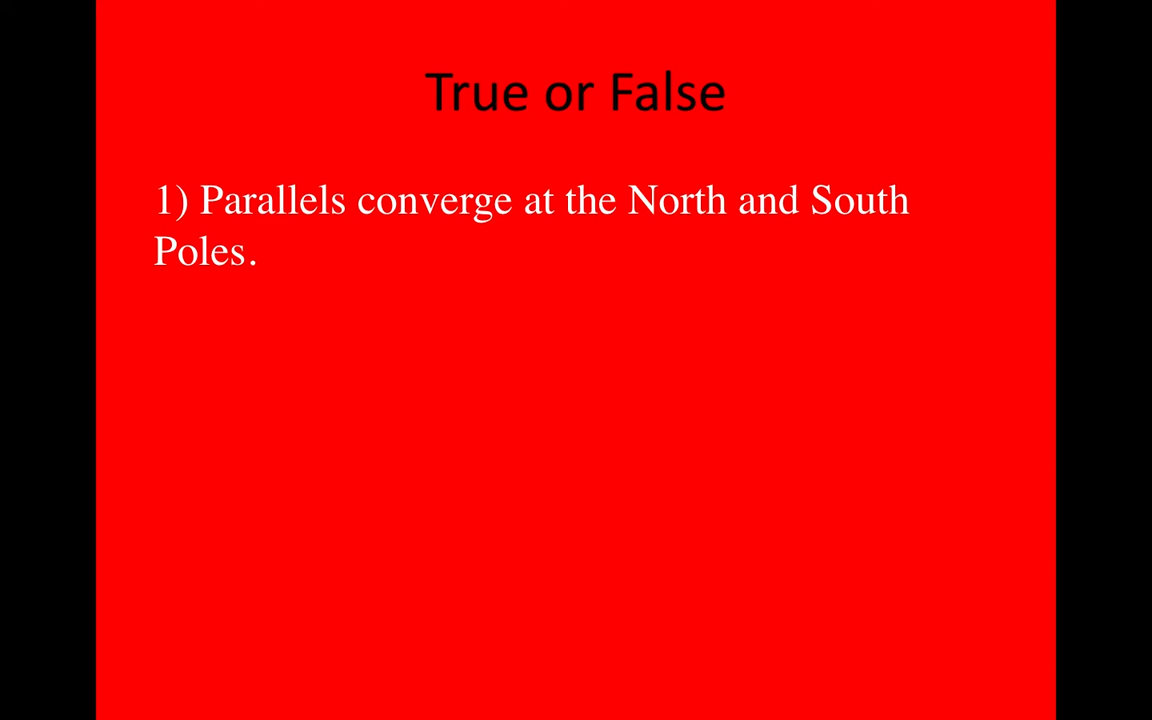 True or False
1) Parallels converge at the North and South
Poles.